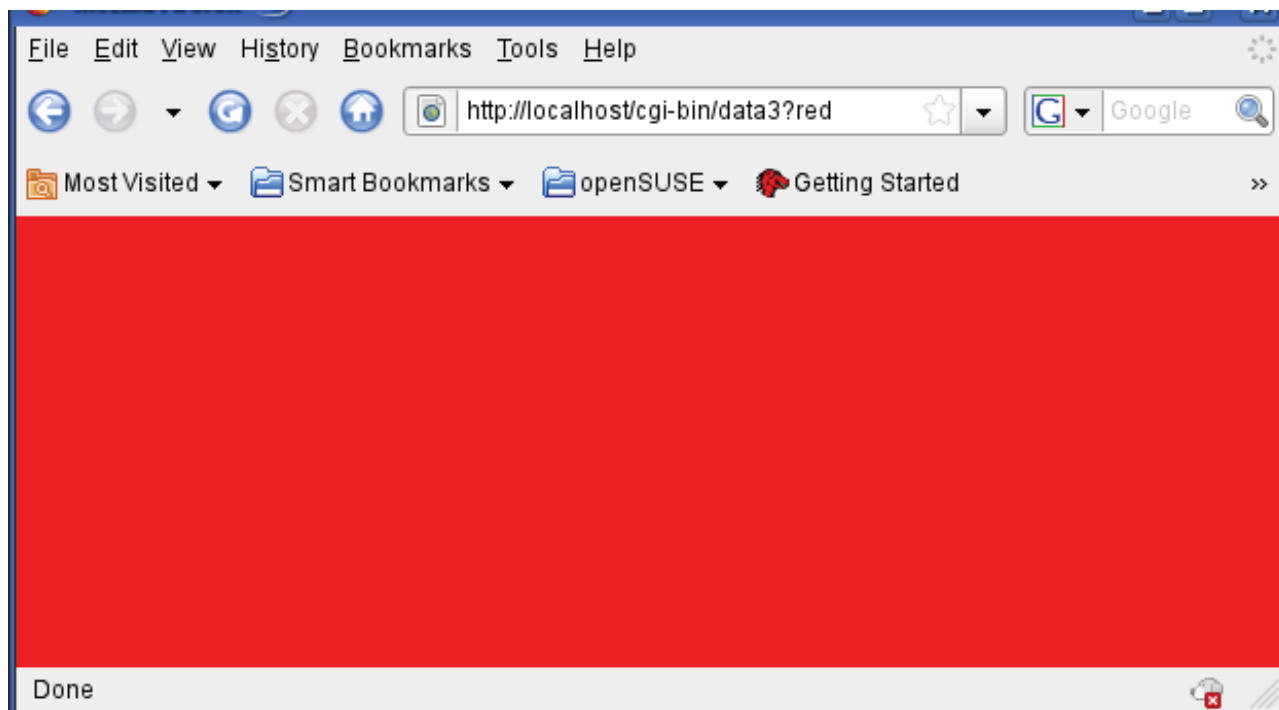 File Edit View History Bookmarks Tools Help
http://localhost/cgi-bin/data3?red G Google
Most Visited Smart Bookmarks openSUSE Getting Started »
Done